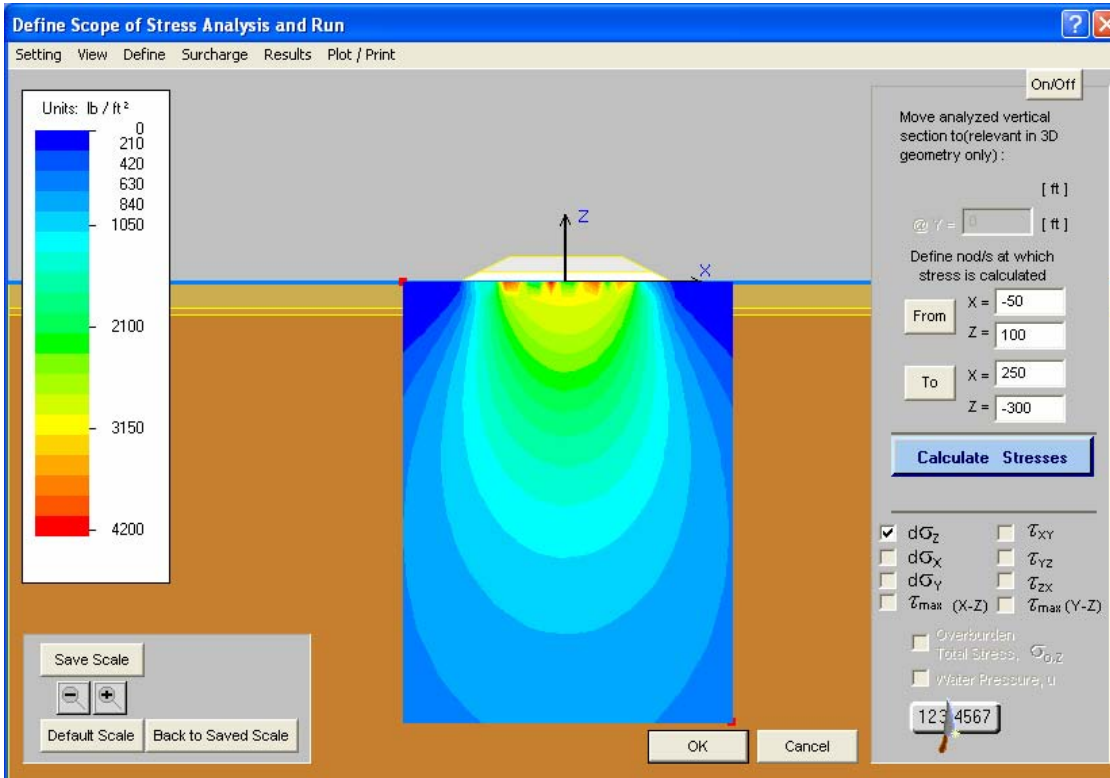 Define Scope of Stress Analysis and Run
Setting View Define Surcharge Results Plot / Print
On/Off
Units: lb / ft²
0
210
420
630
840
1050
2100
3150
4200
Z
X
Move analyzed vertical
section to(relevant in 3D
geometry only) :
[ ft ]
@ Y = 0 [ ft ]
Define nod/s at which
stress is calculated
From X = -50
Z = 100
To X = 250
Z = -300
Calculate Stresses
dσZ τXY
dσX τYZ
dσY τZX
τmax (X-Z) τmax (Y-Z)
Overburden
Total Stress, σo,Z
Water Pressure, u
123 4567
Save Scale
Default Scale Back to Saved Scale
OK Cancel